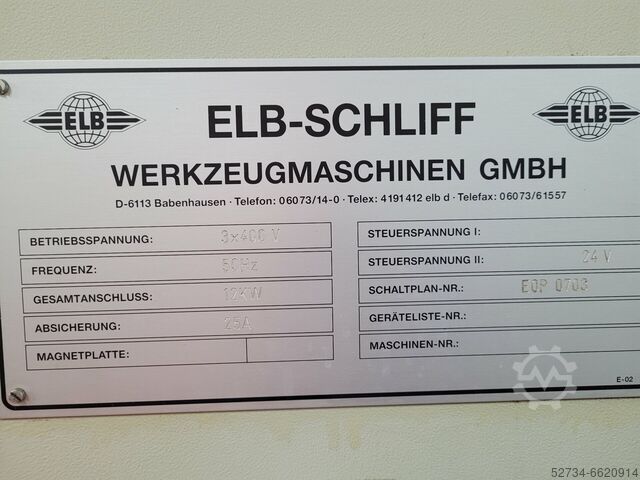 ELB ELB
ELB-SCHLIFF
WERKZEUGMASCHINEN GMBH
D-6113 Babenhausen · Telefon: 06073/14-0 · Telex: 4191412 elb d · Telefax: 06073/61557
BETRIEBSSPANNUNG: 3x400 V
FREQUENZ: 50Hz
GESAMTANSCHLUSS: 12KW
ABSICHERUNG: 25A
MAGNETPLATTE:
STEUERSPANNUNG I:
STEUERSPANNUNG II: 24 V
SCHALTPLAN-NR.: EOP 0703
GERÄTELISTE-NR.:
MASCHINEN-NR.:
E-02
52734-6620914